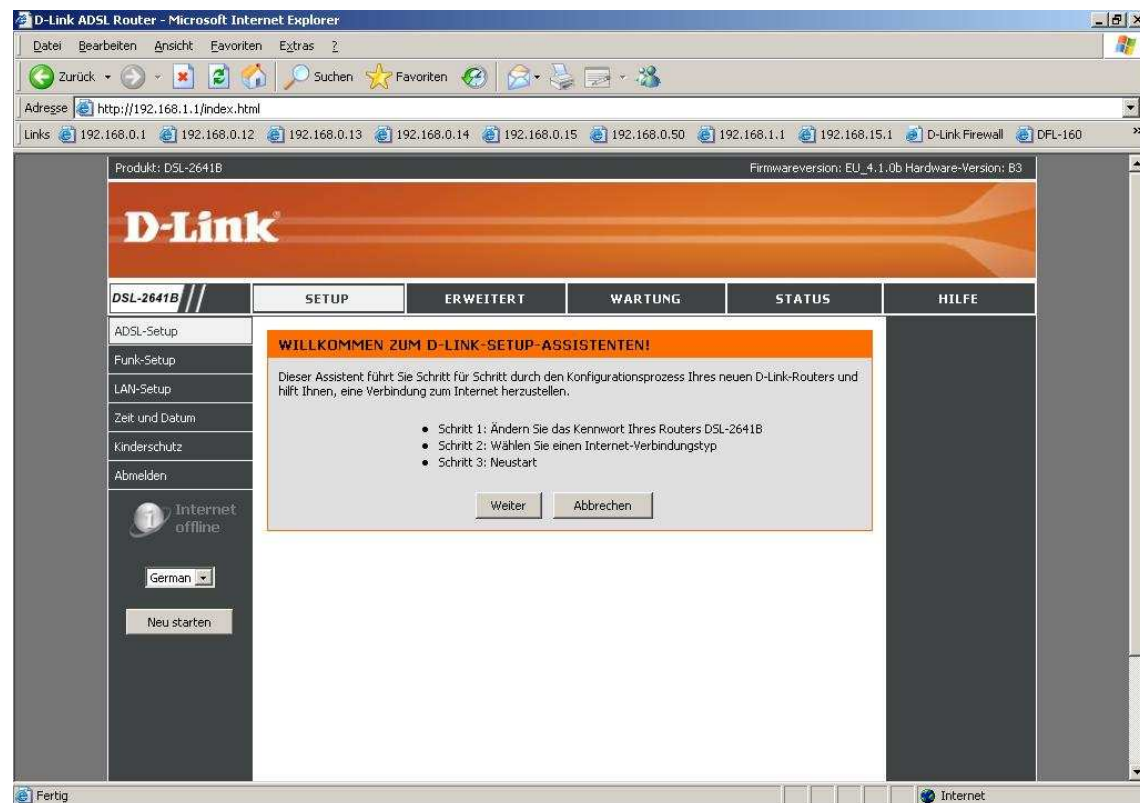 D-Link ADSL Router - Microsoft Internet Explorer
Datei Bearbeiten Ansicht Favoriten Extras ?
Zurück Suchen Favoriten
Adresse http://192.168.1.1/index.html
Links 192.168.0.1 192.168.0.12 192.168.0.13 192.168.0.14 192.168.0.15 192.168.0.50 192.168.1.1 192.168.15.1 D-Link Firewall DFL-160 »
Produkt: DSL-2641B Firmwareversion: EU_4.1.0b Hardware-Version: B3
D-Link
DSL-2641B SETUP ERWEITERT WARTUNG STATUS HILFE
ADSL-Setup
Funk-Setup
LAN-Setup
Zeit und Datum
Kinderschutz
Abmelden
Internet
offline
German
Neu starten
WILLKOMMEN ZUM D-LINK-SETUP-ASSISTENTEN!
Dieser Assistent führt Sie Schritt für Schritt durch den Konfigurationsprozess Ihres neuen D-Link-Routers und
hilft Ihnen, eine Verbindung zum Internet herzustellen.
• Schritt 1: Ändern Sie das Kennwort Ihres Routers DSL-2641B
• Schritt 2: Wählen Sie einen Internet-Verbindungstyp
• Schritt 3: Neustart
Weiter Abbrechen
Fertig Internet